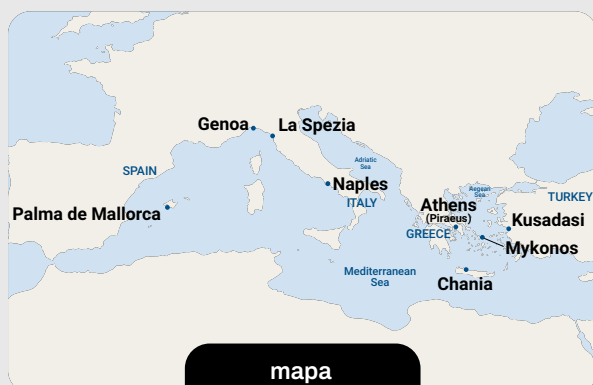 Genoa
La Spezia
Adriatic
Sea
SPAIN
Naples
Aegean
Sea
ITALY
TURKEY
Palma de Mallorca
Athens
(Piraeus)
Kusadasi
GREECE
Mykonos
Mediterranean
Sea
Chania
mapa